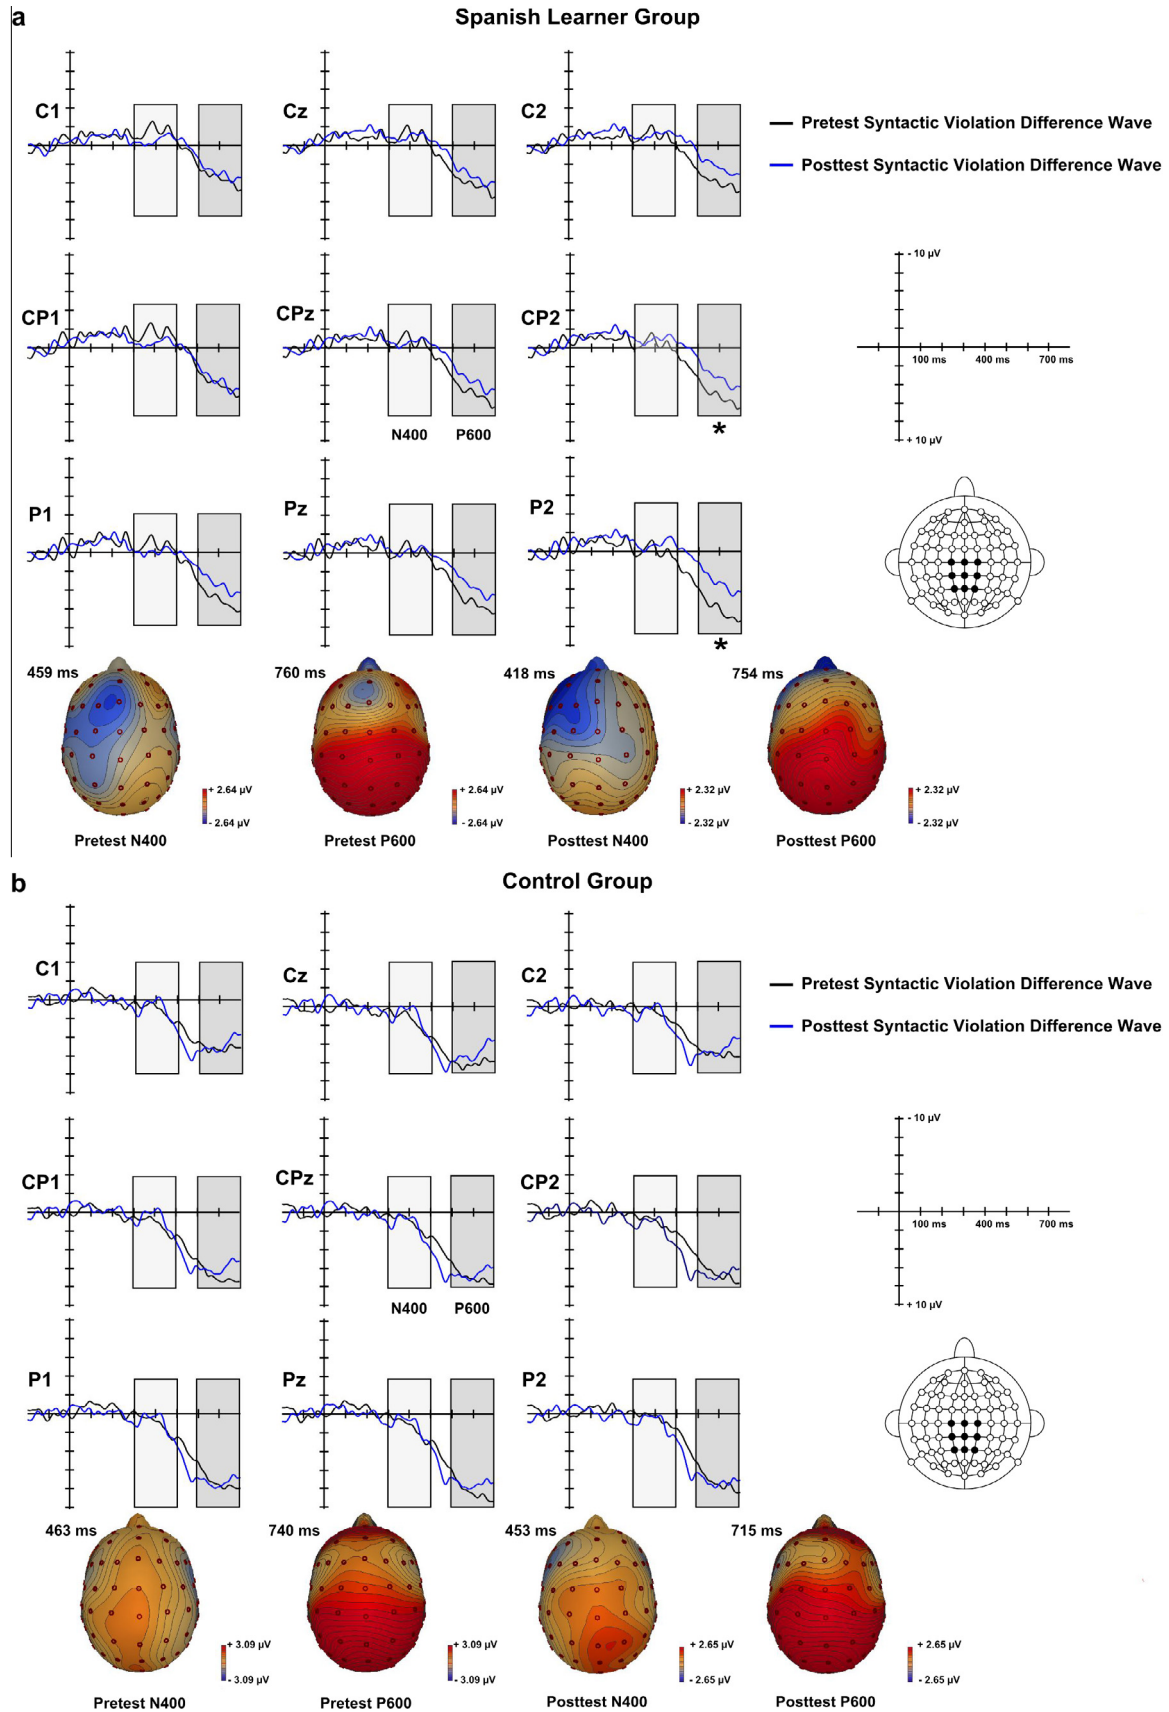 a
Spanish Learner Group
C1
Cz
C2
Pretest Syntactic Violation Difference Wave
Posttest Syntactic Violation Difference Wave
CP1
CPz
CP2
N400
P600
*
- 10 µV
100 ms
400 ms
700 ms
+ 10 µV
P1
Pz
P2
*
459 ms
760 ms
418 ms
754 ms
+ 2.64 µV
- 2.64 µV
+ 2.64 µV
- 2.64 µV
+ 2.32 µV
- 2.32 µV
+ 2.32 µV
- 2.32 µV
Pretest N400
Pretest P600
Posttest N400
Posttest P600
b
Control Group
C1
Cz
C2
Pretest Syntactic Violation Difference Wave
Posttest Syntactic Violation Difference Wave
CP1
CPz
CP2
N400
P600
- 10 µV
100 ms
400 ms
700 ms
+ 10 µV
P1
Pz
P2
463 ms
740 ms
453 ms
715 ms
+ 3.09 µV
- 3.09 µV
+ 3.09 µV
- 3.09 µV
+ 2.65 µV
-2.65 µV
+ 2.65 µV
-2.65 µV
Pretest N400
Pretest P600
Posttest N400
Posttest P600